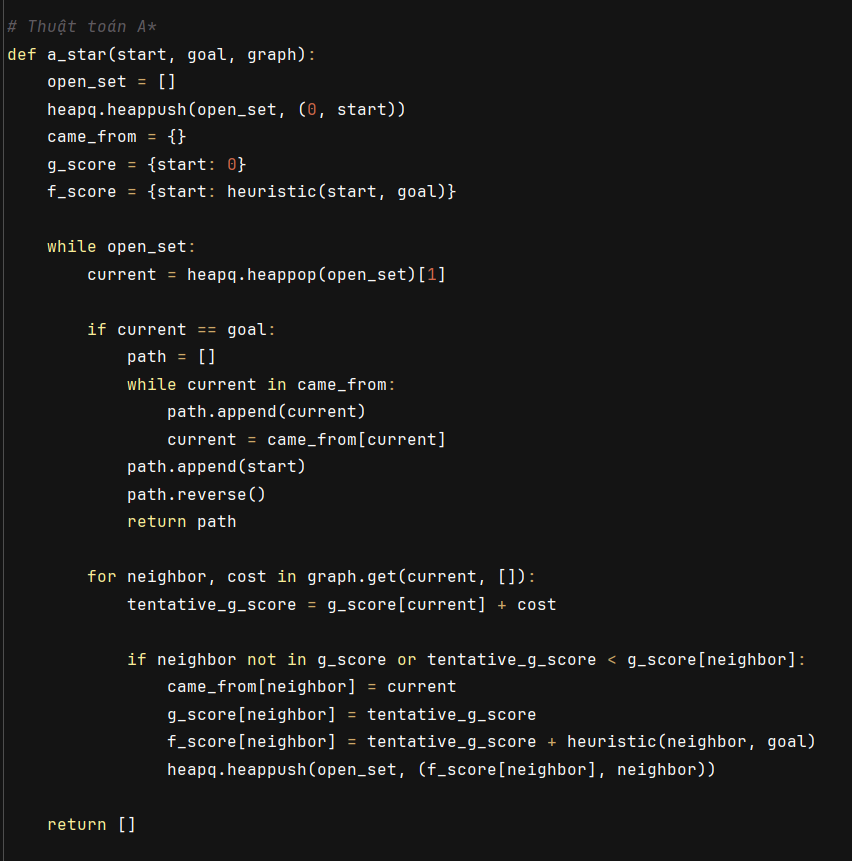 # Thuật toán A*
def a_star(start, goal, graph):
    open_set = []
    heapq.heappush(open_set, (0, start))
    came_from = {}
    g_score = {start: 0}
    f_score = {start: heuristic(start, goal)}

    while open_set:
        current = heapq.heappop(open_set)[1]

        if current == goal:
            path = []
            while current in came_from:
                path.append(current)
                current = came_from[current]
            path.append(start)
            path.reverse()
            return path

        for neighbor, cost in graph.get(current, []):
            tentative_g_score = g_score[current] + cost

            if neighbor not in g_score or tentative_g_score < g_score[neighbor]:
                came_from[neighbor] = current
                g_score[neighbor] = tentative_g_score
                f_score[neighbor] = tentative_g_score + heuristic(neighbor, goal)
                heapq.heappush(open_set, (f_score[neighbor], neighbor))

    return []